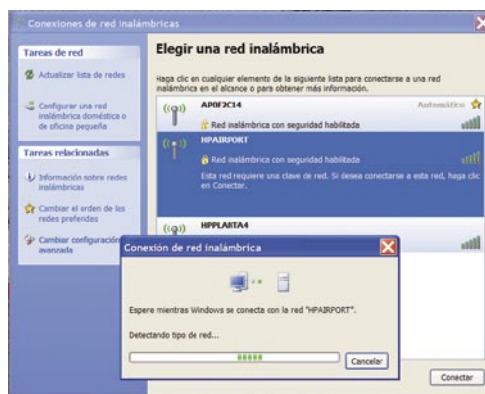 Conexiones de red inalámbricas
Tareas de red
Actualizar lista de redes
Configurar una red
inalámbrica doméstica o
de oficina pequeña
Tareas relacionadas
Información sobre redes
inalámbricas
Cambiar el orden de las
redes preferidas
Cambiar configuración
avanzada
Elegir una red inalámbrica
Haga clic en cualquier elemento de la siguiente lista para conectarse a una red
inalámbrica en el alcance o para obtener más información.
AP0F2C14 Automático
Red inalámbrica con seguridad habilitada
HPAIRPORT
Red inalámbrica con seguridad habilitada
Esta red requiere una clave de red. Si desea conectarse a esta red, haga clic
en Conectar.
HPPLANTA4
Conexión de red inalámbrica
Espere mientras Windows se conecta con la red "HPAIRPORT".
Detectando tipo de red...
Cancelar
Conectar